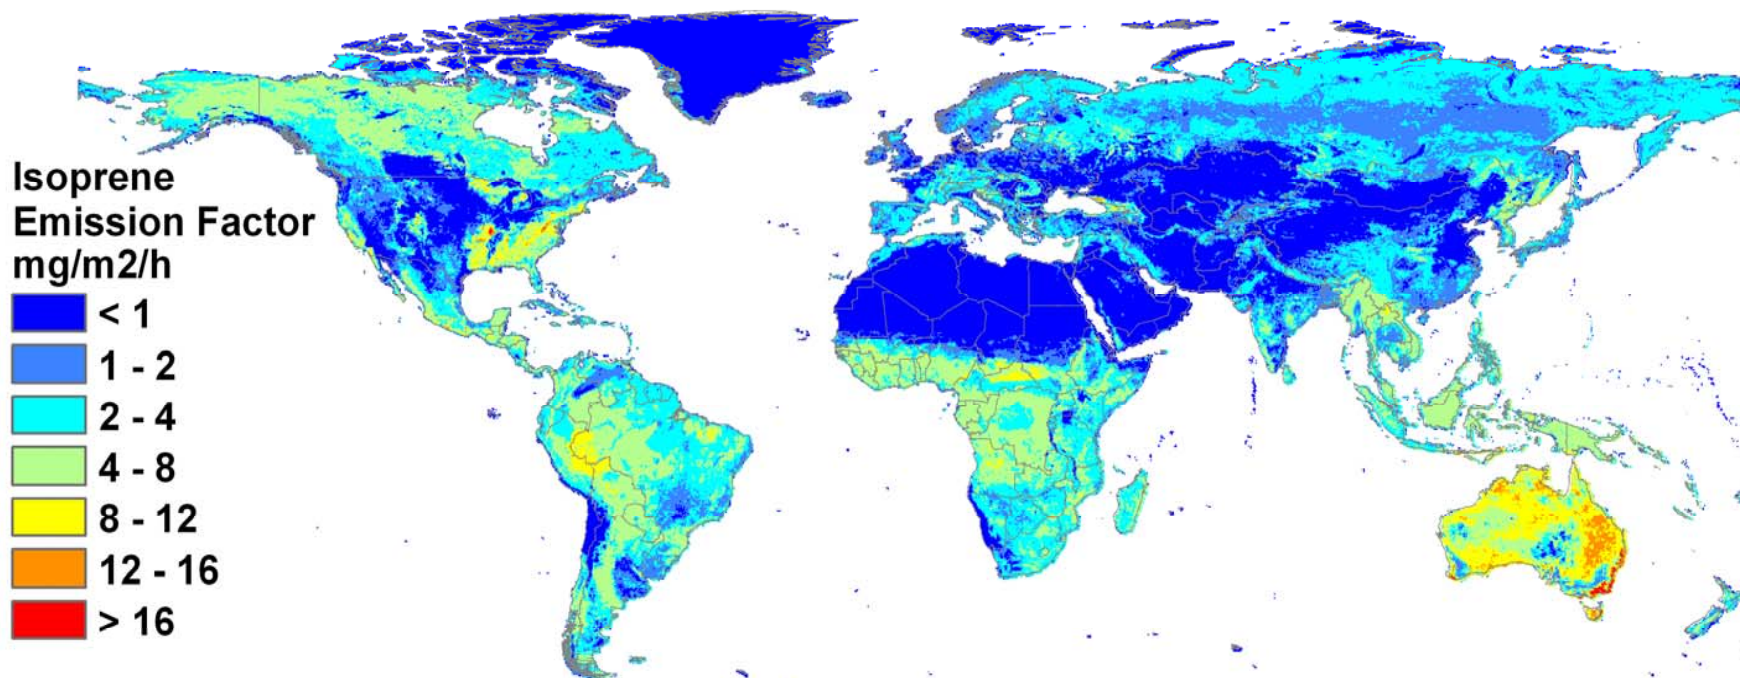 Isoprene
Emission Factor
mg/m2/h
< 1
1 - 2
2 - 4
4 - 8
8 - 12
12 - 16
> 16